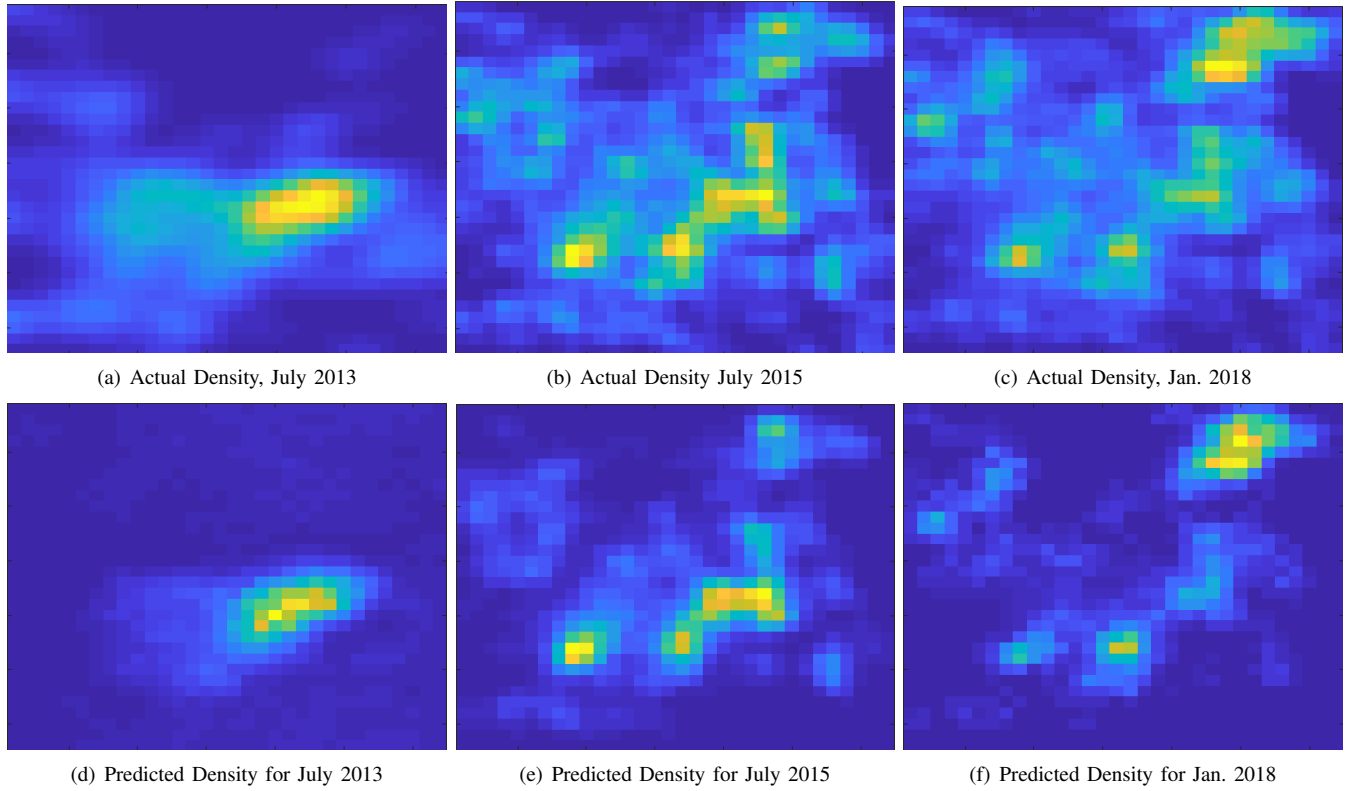 (a) Actual Density, July 2013
(b) Actual Density July 2015
(c) Actual Density, Jan. 2018
(d) Predicted Density for July 2013
(e) Predicted Density for July 2015
(f) Predicted Density for Jan. 2018